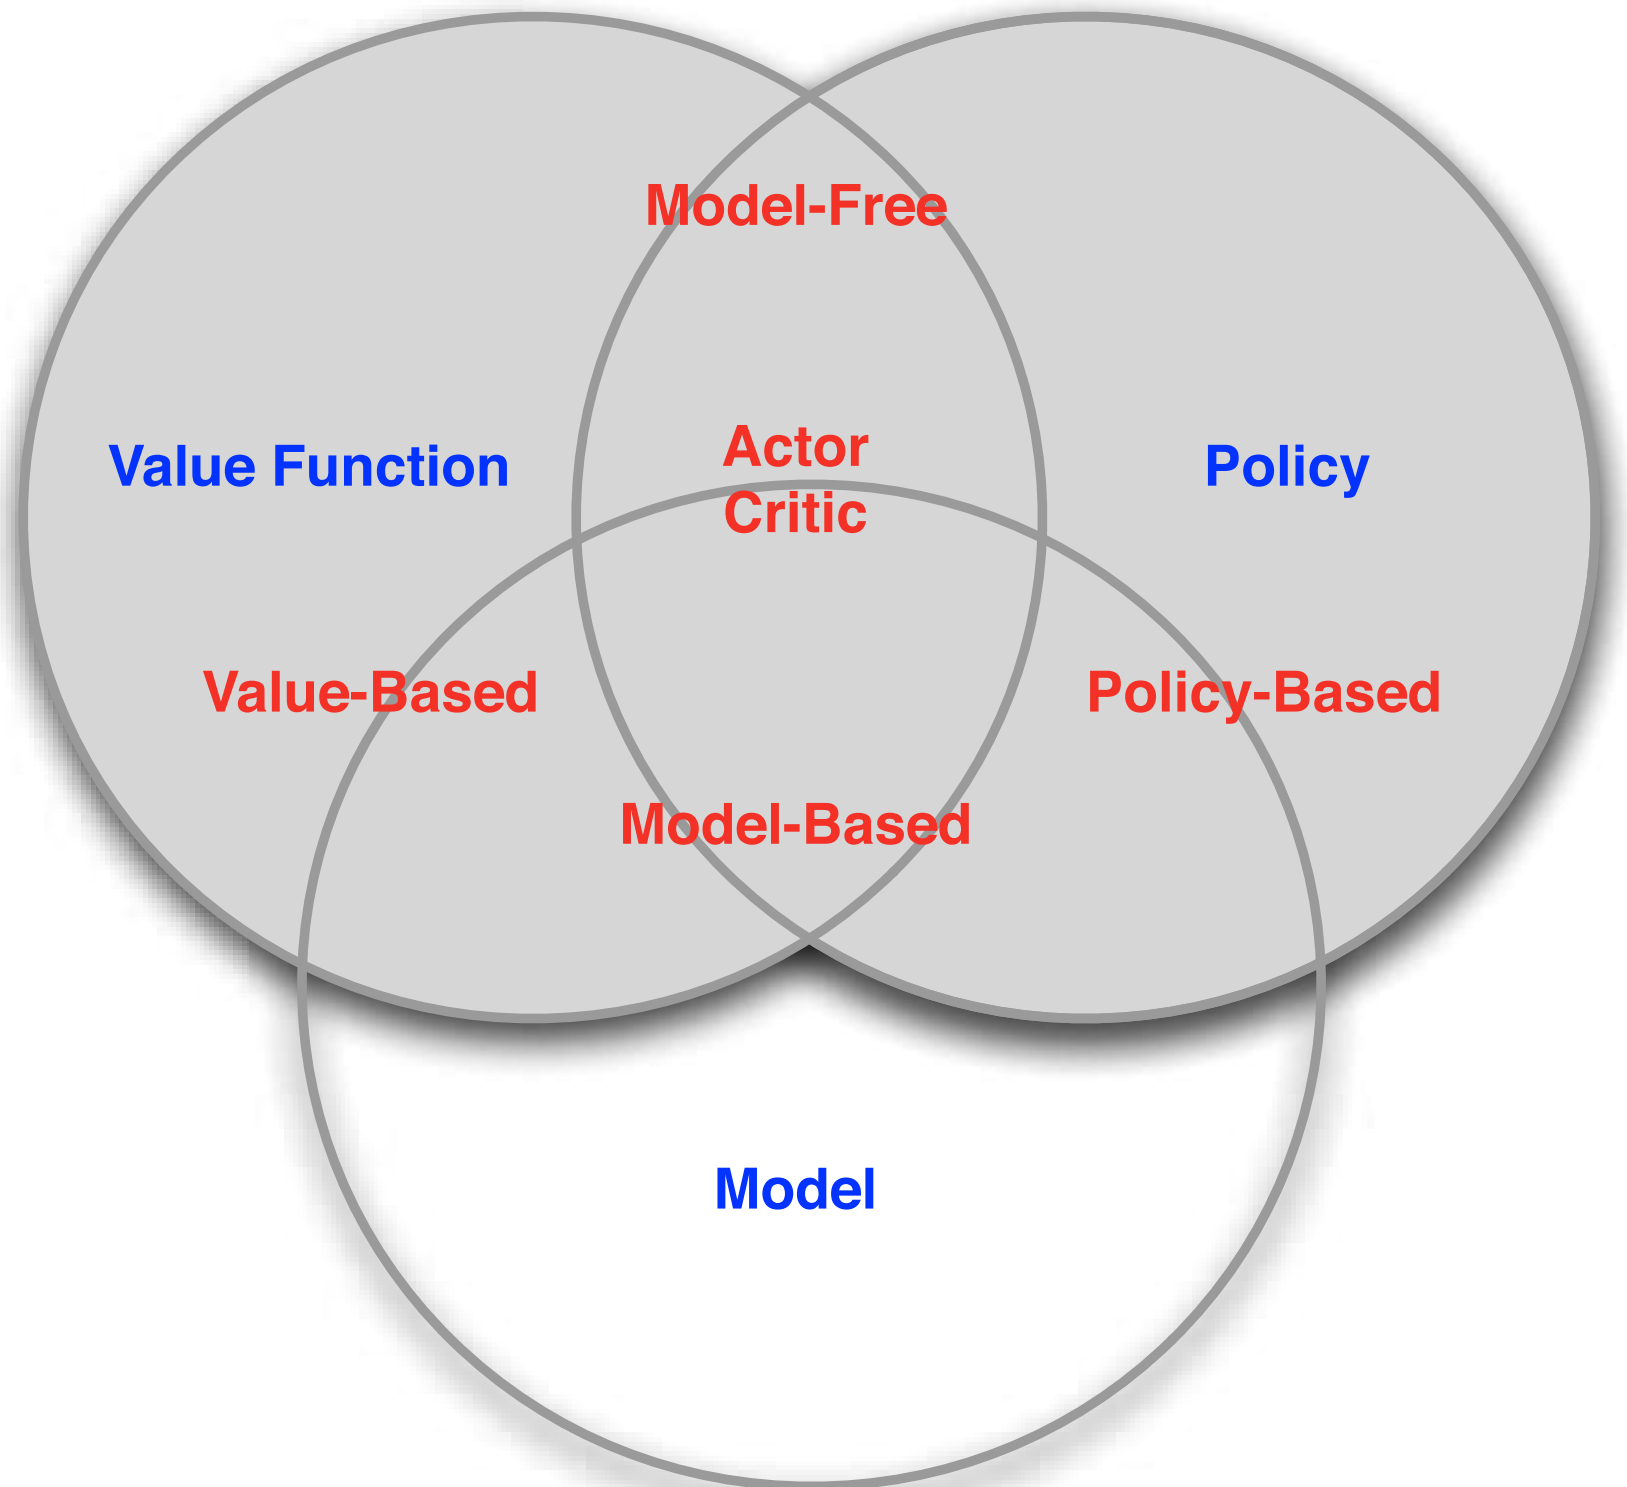 Model-Free
Actor
Critic
Value Function
Policy
Value-Based
Policy-Based
Model-Based
Model